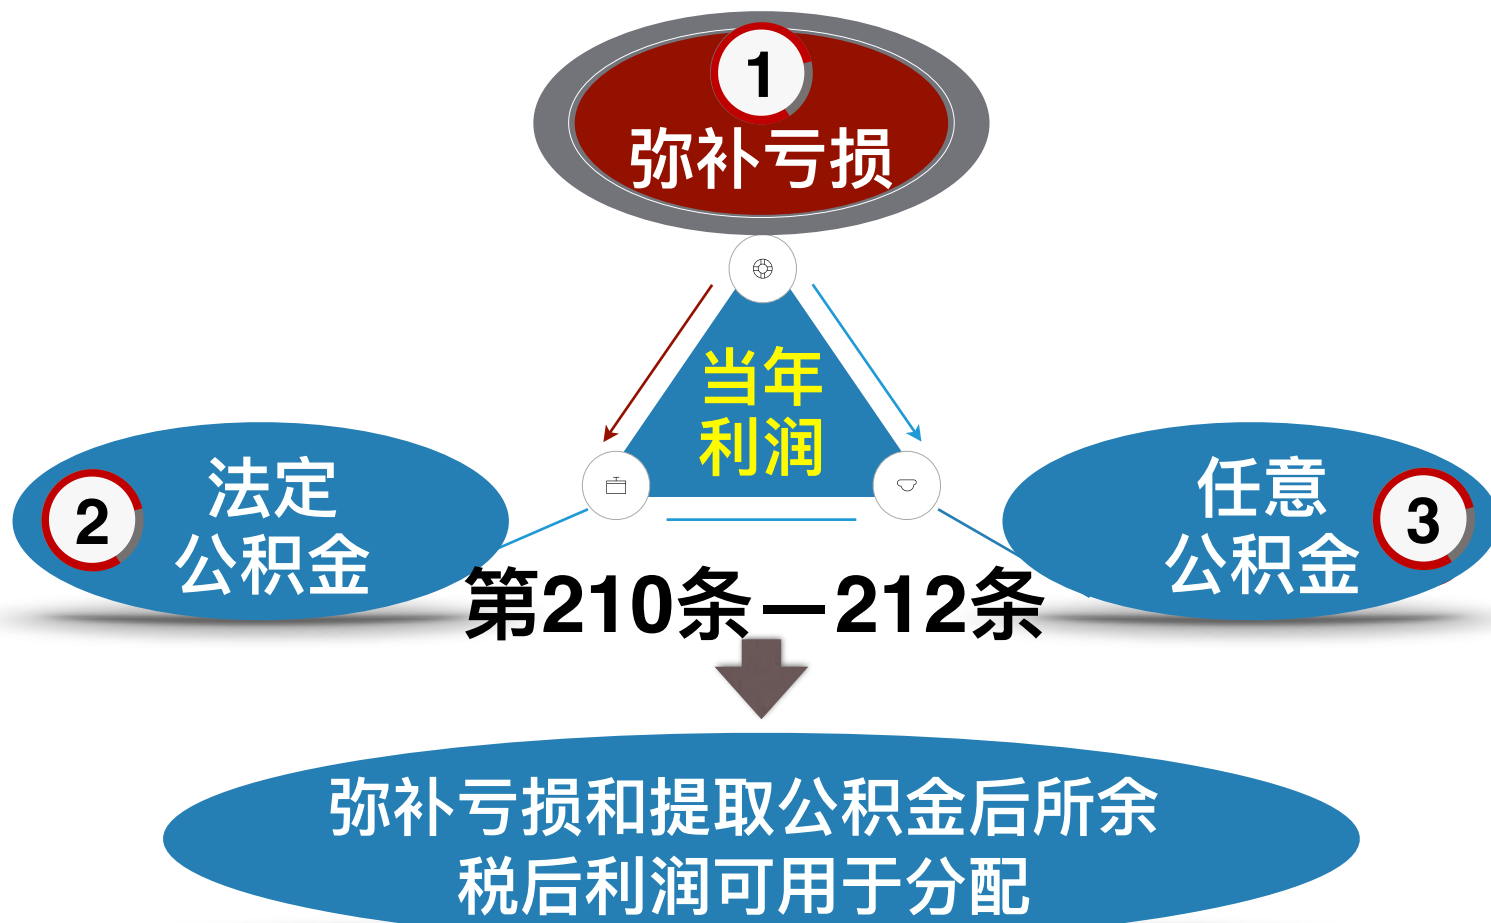 1
弥补亏损
当年
利润
2
法定
公积金
任意
公积金
3
第210条—212条
弥补亏损和提取公积金后所余
税后利润可用于分配